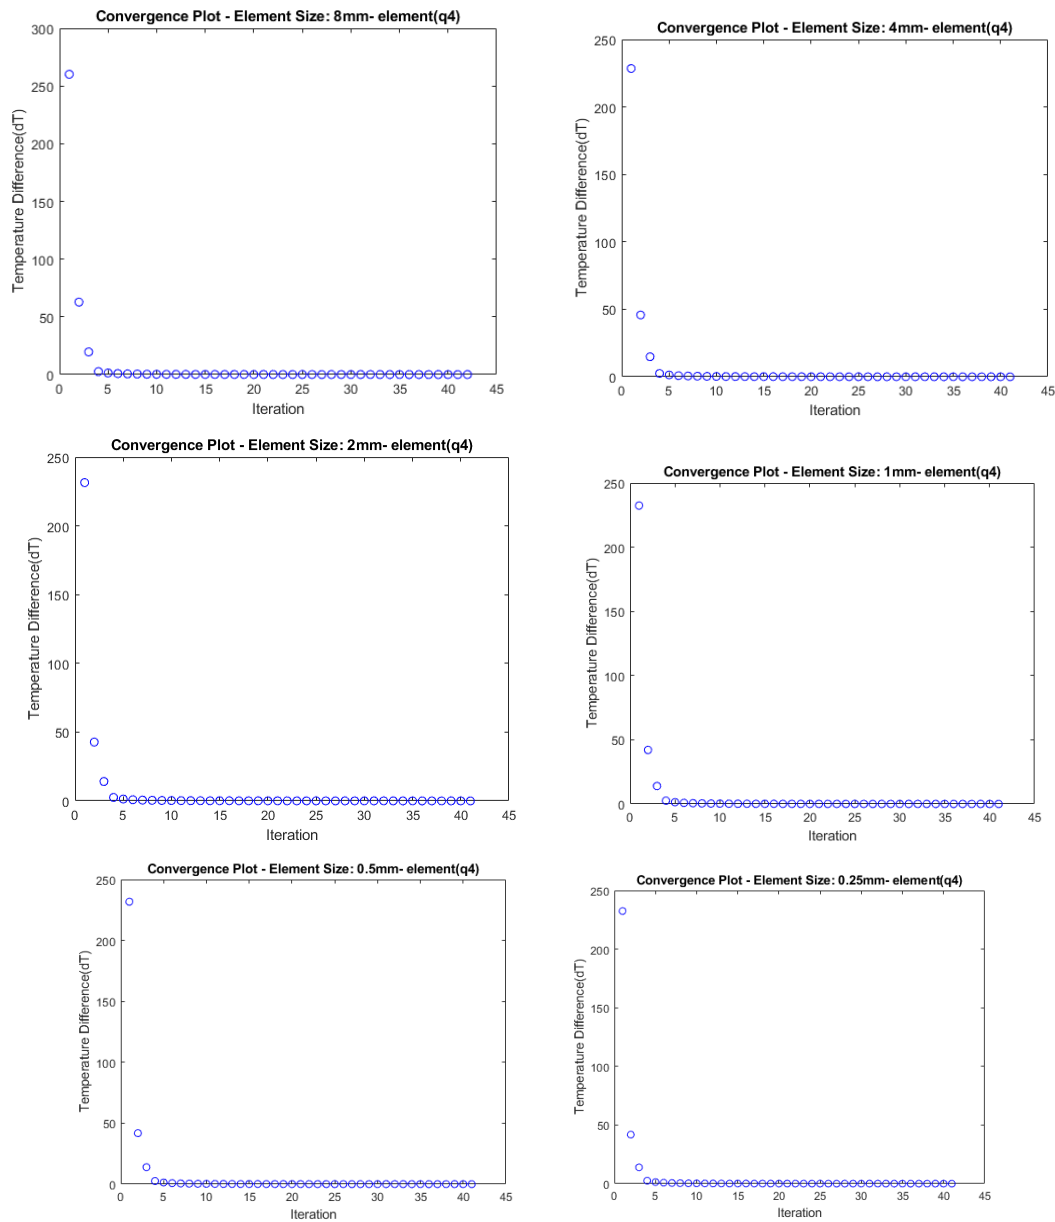 Convergence Plot - Element Size: 8mm- element(q4)
300
250
200
150
100
50
0
Temperature Difference(dT)
0 5 10 15 20 25 30 35 40 45
Iteration
Convergence Plot - Element Size: 4mm- element(q4)
250
200
150
100
50
0
Temperature Difference(dT)
0 5 10 15 20 25 30 35 40 45
Iteration
Convergence Plot - Element Size: 2mm- element(q4)
250
200
150
100
50
0
Temperature Difference(dT)
0 5 10 15 20 25 30 35 40 45
Iteration
Convergence Plot - Element Size: 1mm- element(q4)
250
200
150
100
50
0
Temperature Difference(dT)
0 5 10 15 20 25 30 35 40 45
Iteration
Convergence Plot - Element Size: 0.5mm- element(q4)
250
200
150
100
50
0
Temperature Difference(dT)
0 5 10 15 20 25 30 35 40 45
Iteration
Convergence Plot - Element Size: 0.25mm- element(q4)
250
200
150
100
50
0
Temperature Difference(dT)
0 5 10 15 20 25 30 35 40 45
Iteration